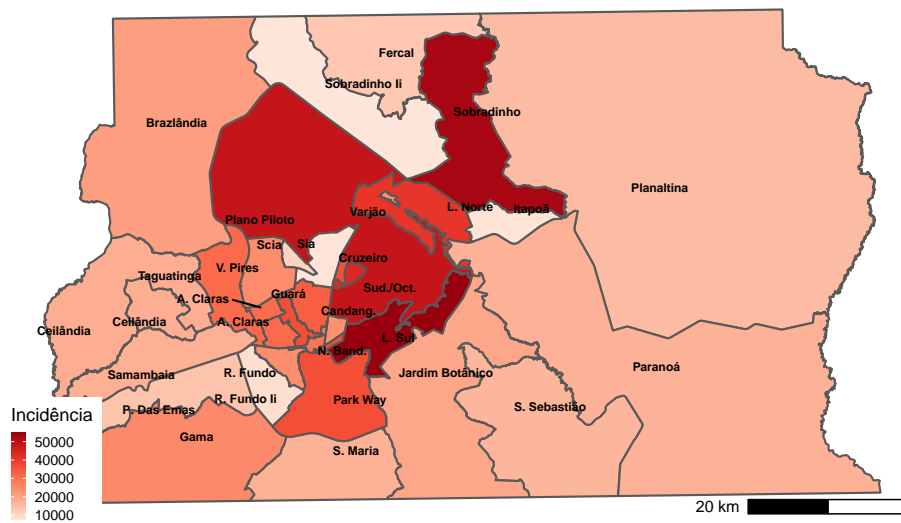 Fercal
Sobradinho Ii
Sobradinho
Brazlândia
Planaltina
Plano Piloto
Varjão
L. Norte
Itapoã
Scia
Sia
Cruzeiro
V. Pires
Taguatinga
A. Claras
Guará
Sud./Oct.
Candang.
Ceilândia
Ceilândia
A. Claras
L. Sul
N. Band.
Samambaia
R. Fundo
Jardim Botânico
Paranoá
R. Fundo Ii
Park Way
S. Sebastião
P. Das Emas
Gama
S. Maria
Incidência
50000
40000
30000
20000
10000
20 km